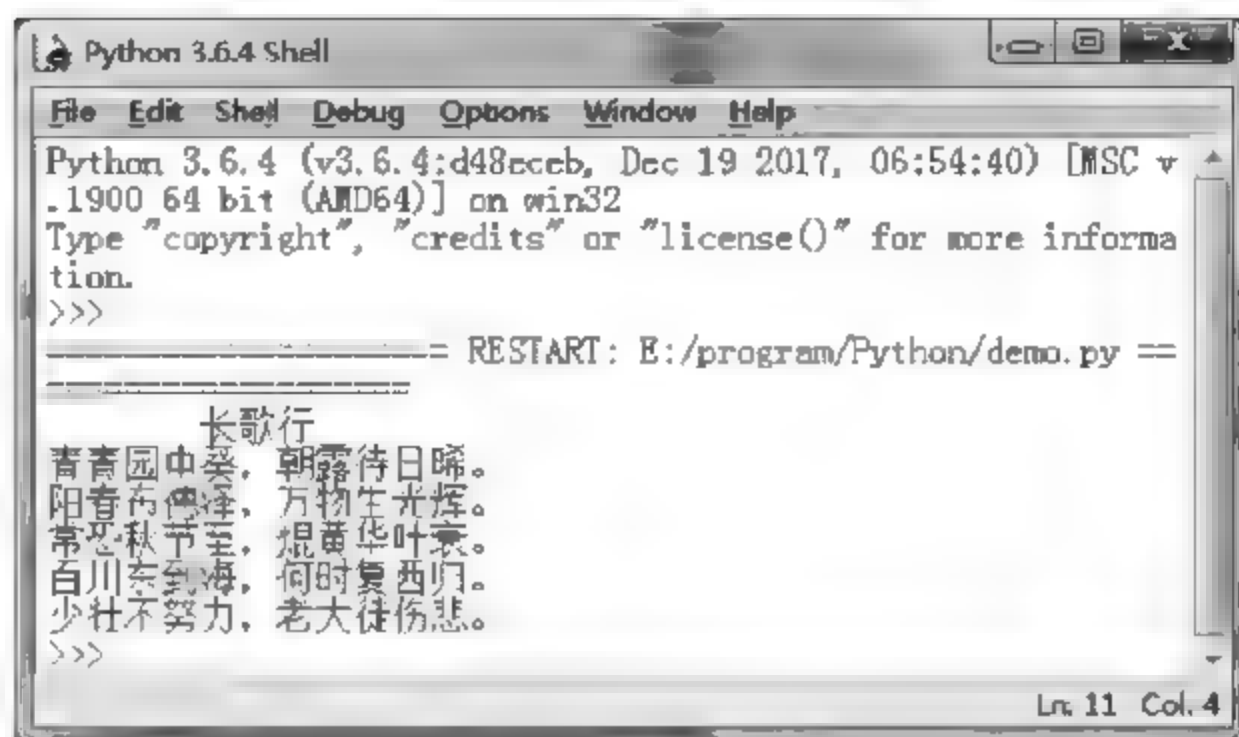 Python 3.6.4 Shell
File Edit Shell Debug Options Window Help
Python 3.6.4 (v3.6.4:d48eceb, Dec 19 2017, 06:54:40) [MSC v
.1900 64 bit (AMD64)] on win32
Type "copyright", "credits" or "license()" for more informa
tion.
>>>
===================== RESTART: E:/program/Python/demo.py ==
====================
长歌行
青青园中葵，朝露待日晞。
阳春布德泽，万物生光辉。
常恐秋节至，焜黄华叶衰。
百川东到海，何时复西归。
少壮不努力，老大徒伤悲。
>>>
Ln: 11 Col: 4